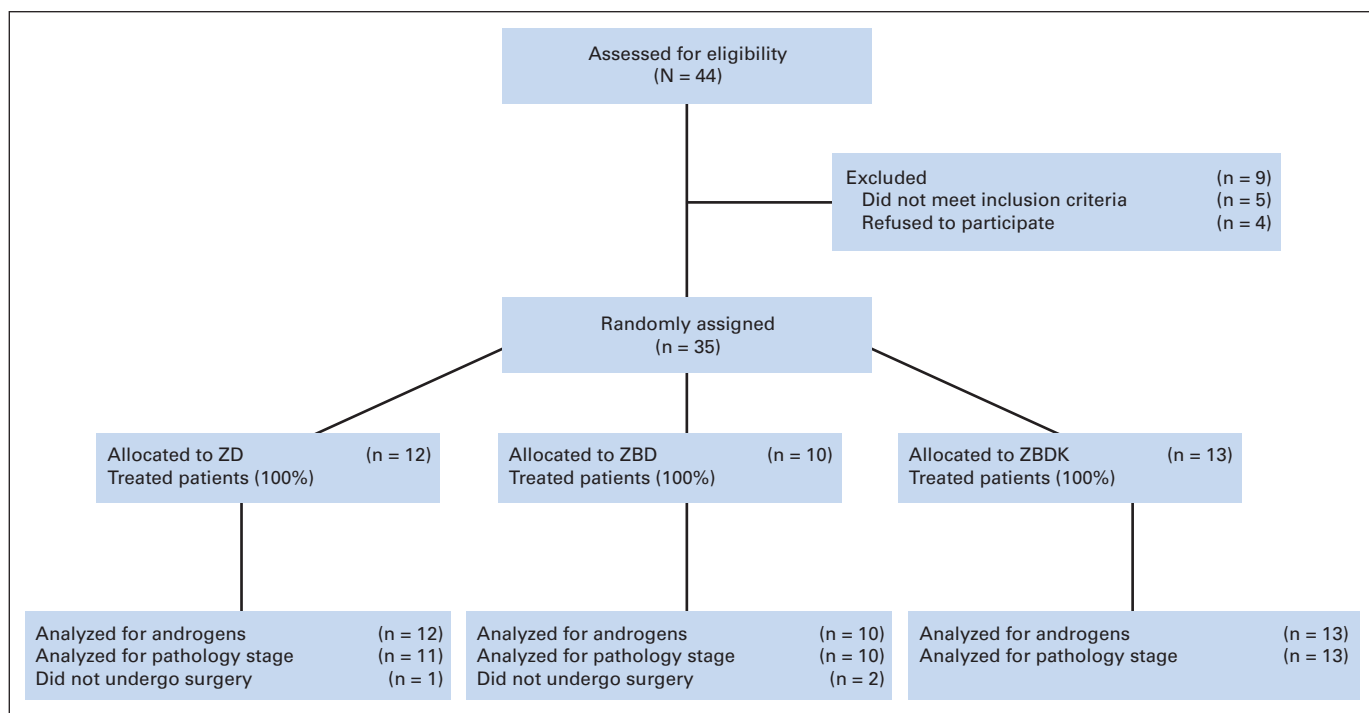 Assessed for eligibility
(N = 44)
Excluded (n = 9)
Did not meet inclusion criteria (n = 5)
Refused to participate (n = 4)
Randomly assigned
(n = 35)
Allocated to ZD (n = 12)
Treated patients (100%)
Allocated to ZBD (n = 10)
Treated patients (100%)
Allocated to ZBDK (n = 13)
Treated patients (100%)
Analyzed for androgens (n = 12)
Analyzed for pathology stage (n = 11)
Did not undergo surgery (n = 1)
Analyzed for androgens (n = 10)
Analyzed for pathology stage (n = 10)
Did not undergo surgery (n = 2)
Analyzed for androgens (n = 13)
Analyzed for pathology stage (n = 13)